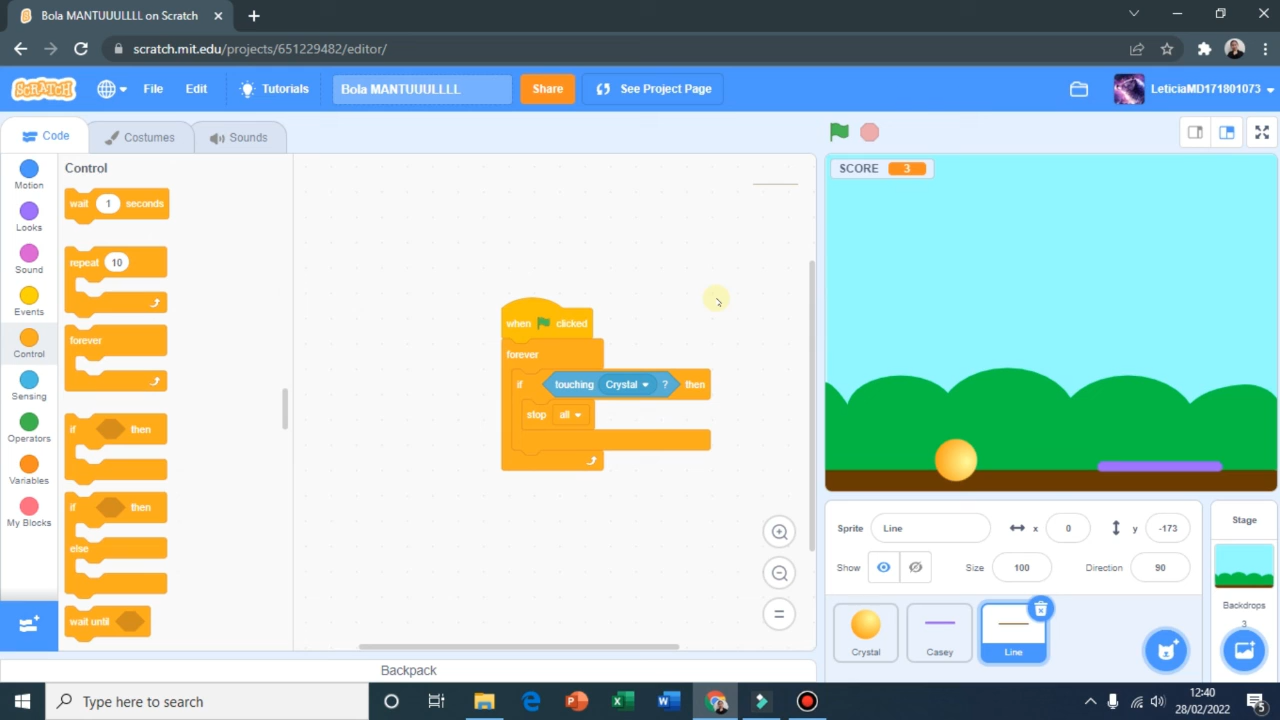 Bola MANTUUULLLL on Scratch
scratch.mit.edu/projects/651229482/editor/
SCRATCH
File
Edit
Tutorials
Bola MANTUUULLLL
Share
See Project Page
LeticiaMD171801073
Code
Costumes
Sounds
Motion
Looks
Sound
Events
Control
Sensing
Operators
Variables
My Blocks
Control
wait 1 seconds
repeat 10
forever
if then
if then
else
wait until
when clicked
forever
if touching Crystal ? then
stop all
SCORE 3
Sprite Line x 0 y -173
Show Size 100 Direction 90
Crystal
Casey
Line
Stage
Backdrops
3
Backpack
Type here to search
12:40
28/02/2022
5